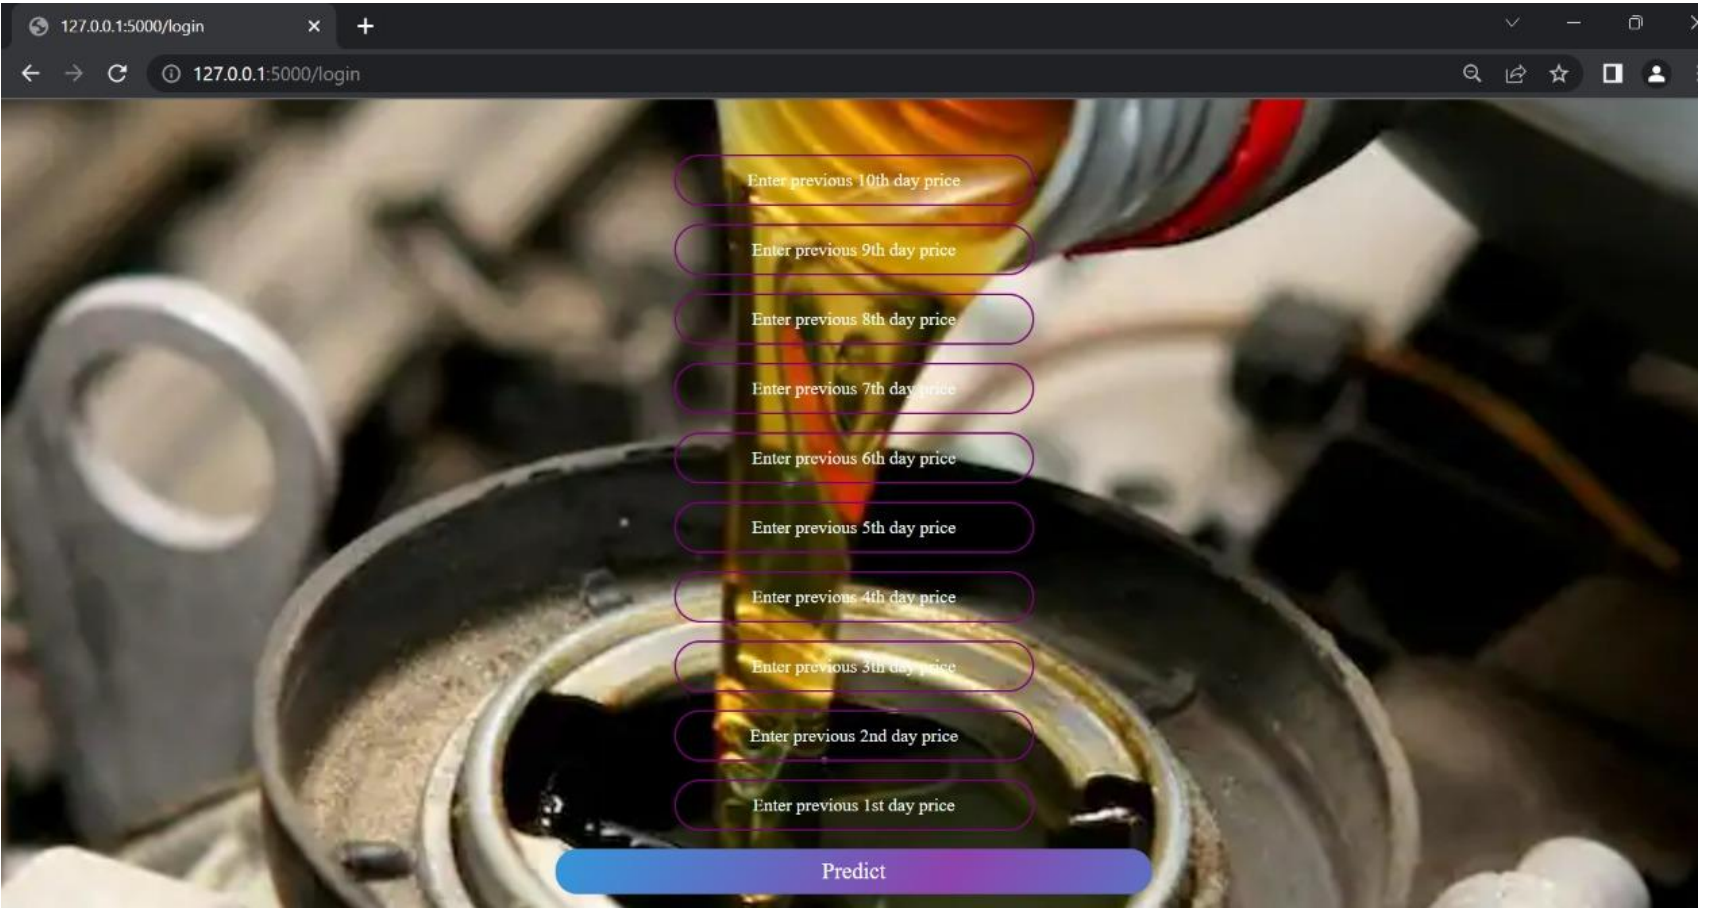 127.0.0.1:5000/login
127.0.0.1:5000/login
Enter previous 10th day price
Enter previous 9th day price
Enter previous 8th day price
Enter previous 7th day price
Enter previous 6th day price
Enter previous 5th day price
Enter previous 4th day price
Enter previous 3th day price
Enter previous 2nd day price
Enter previous 1st day price
Predict